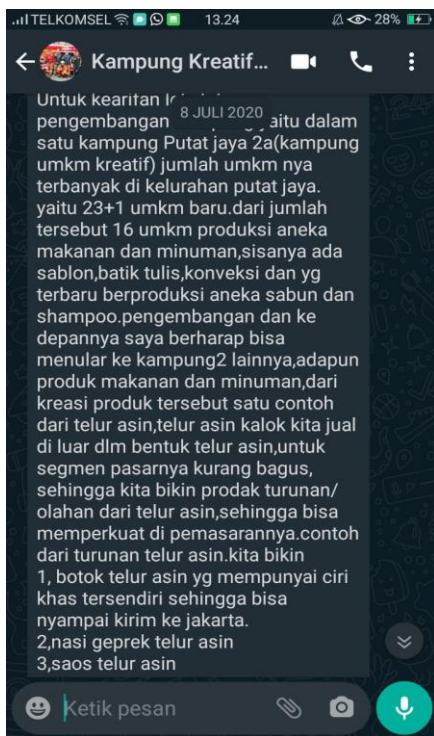 TELKOMSEL 13.24 28%
Kampung Kreatif...
8 JULI 2020
Untuk kearifan
pengembangan yaitu dalam
satu kampung Putat jaya 2a(kampung
umkm kreatif) jumlah umkm nya
terbanyak di kelurahan putat jaya.
yaitu 23+1 umkm baru.dari jumlah
tersebut 16 umkm produksi aneka
makanan dan minuman,sisanya ada
sablon,batik tulis,konveksi dan yg
terbaru berproduksi aneka sabun dan
shampoo.pengembangan dan ke
depannya saya berharap bisa
menular ke kampung2 lainnya,adapun
produk makanan dan minuman,dari
kreasi produk tersebut satu contoh
dari telur asin,telur asin kalok kita jual
di luar dlm bentuk telur asin,untuk
segmen pasarnya kurang bagus,
sehingga kita bikin prodak turunan/
olahan dari telur asin,sehingga bisa
memperkuat di pemasarannya.contoh
dari turunan telur asin.kita bikin
1, botok telur asin yg mempunyai ciri
khas tersendiri sehingga bisa
nyampai kirim ke jakarta.
2,nasi geprek telur asin
3,saos telur asin
Ketik pesan